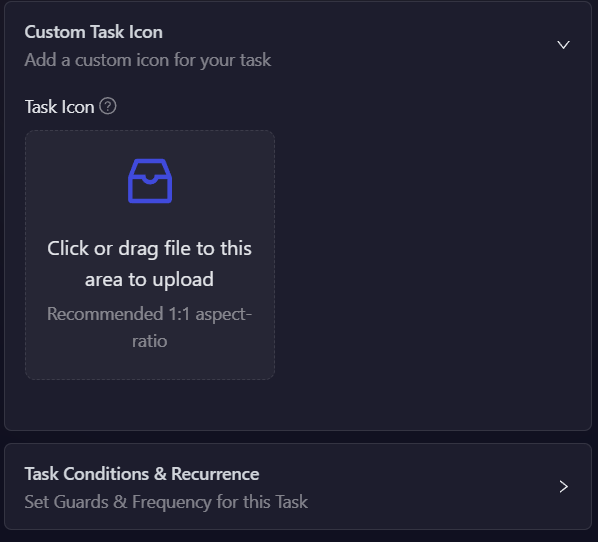 Custom Task Icon
Add a custom icon for your task
Task Icon
Click or drag file to this
area to upload
Recommended 1:1 aspect-
ratio
Task Conditions & Recurrence
Set Guards & Frequency for this Task